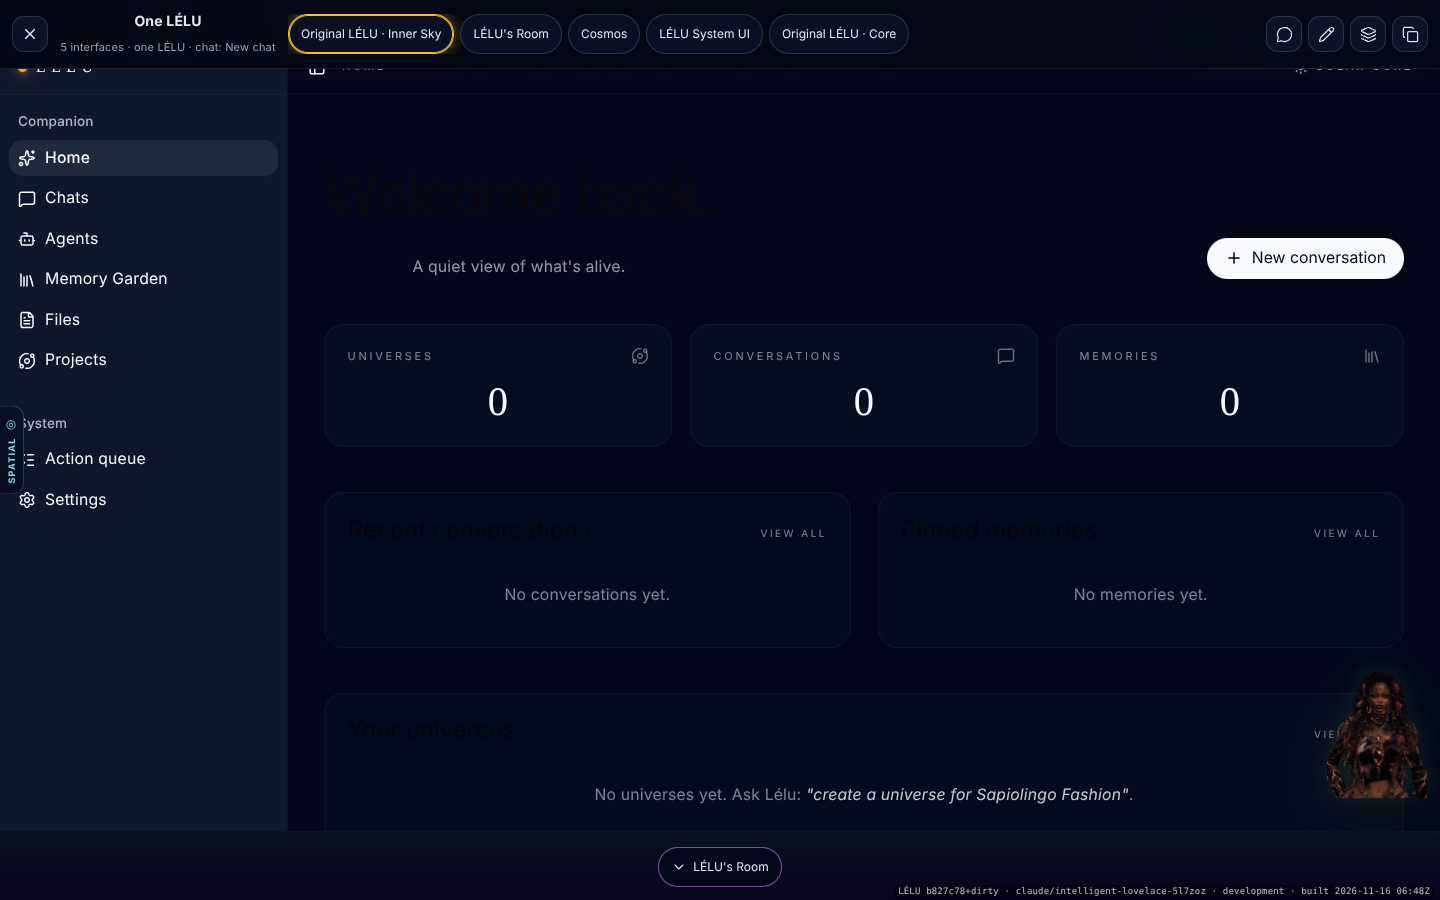 One LÉLU
5 interfaces · one LÉLU · chat: New chat
Original LÉLU · Inner Sky
LÉLU's Room
Cosmos
LÉLU System UI
Original LÉLU · Core
Companion
Home
Chats
Agents
Memory Garden
Files
Projects
System
Action queue
Settings
SPATIAL
Welcome back.
A quiet view of what's alive.
New conversation
UNIVERSES
0
CONVERSATIONS
0
MEMORIES
0
Recent conversations
VIEW ALL
No conversations yet.
Pinned memories
VIEW ALL
No memories yet.
Your universes
No universes yet. Ask Lélu: "create a universe for Sapiolingo Fashion".
LÉLU's Room
LÉLU b827c78+dirty · claude/intelligent-lovelace-5l7zoz · development · built 2026-11-16 06:48Z